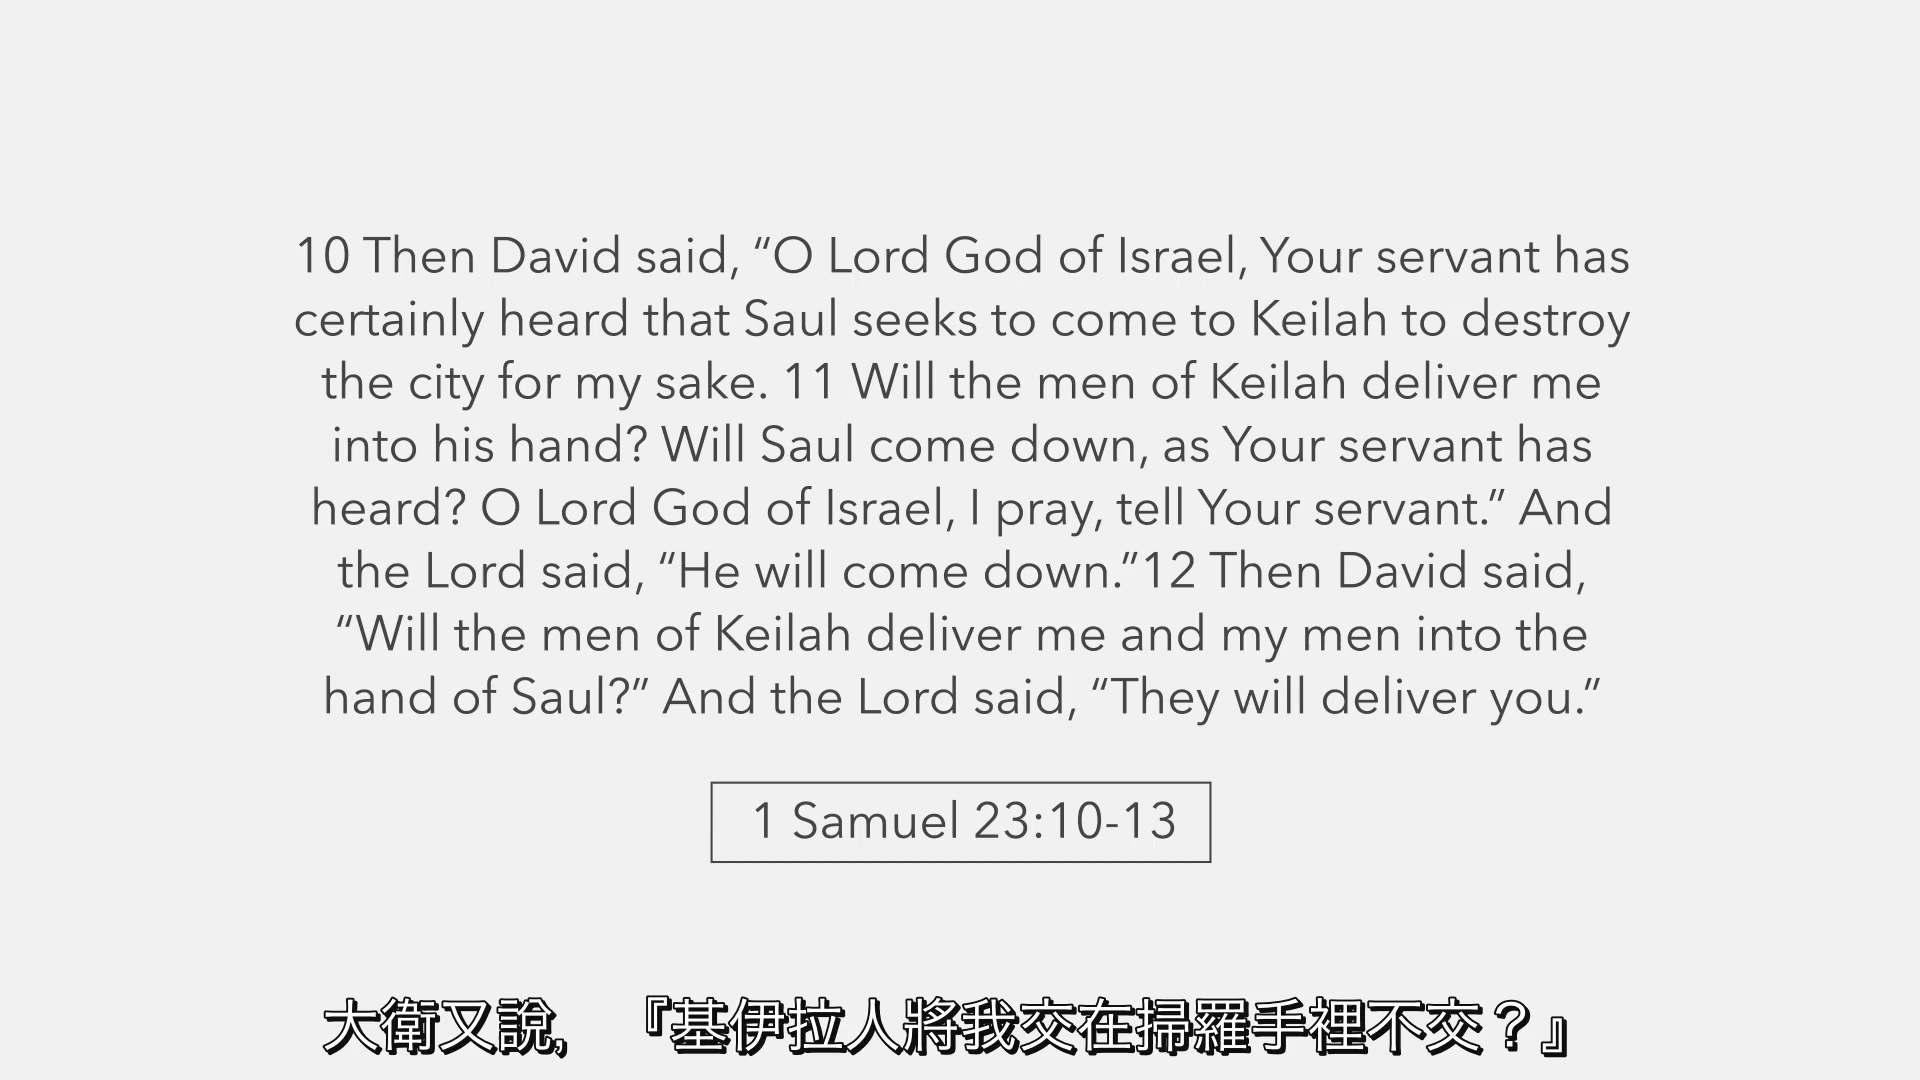 10 Then David said, “O Lord God of Israel, Your servant has
certainly heard that Saul seeks to come to Keilah to destroy
the city for my sake. 11 Will the men of Keilah deliver me
into his hand? Will Saul come down, as Your servant has
heard? O Lord God of Israel, I pray, tell Your servant.” And
the Lord said, “He will come down.”12 Then David said,
“Will the men of Keilah deliver me and my men into the
hand of Saul?” And the Lord said, “They will deliver you.”
1 Samuel 23:10-13
大衛又說, 『基伊拉人將我交在掃羅手裡不交？』